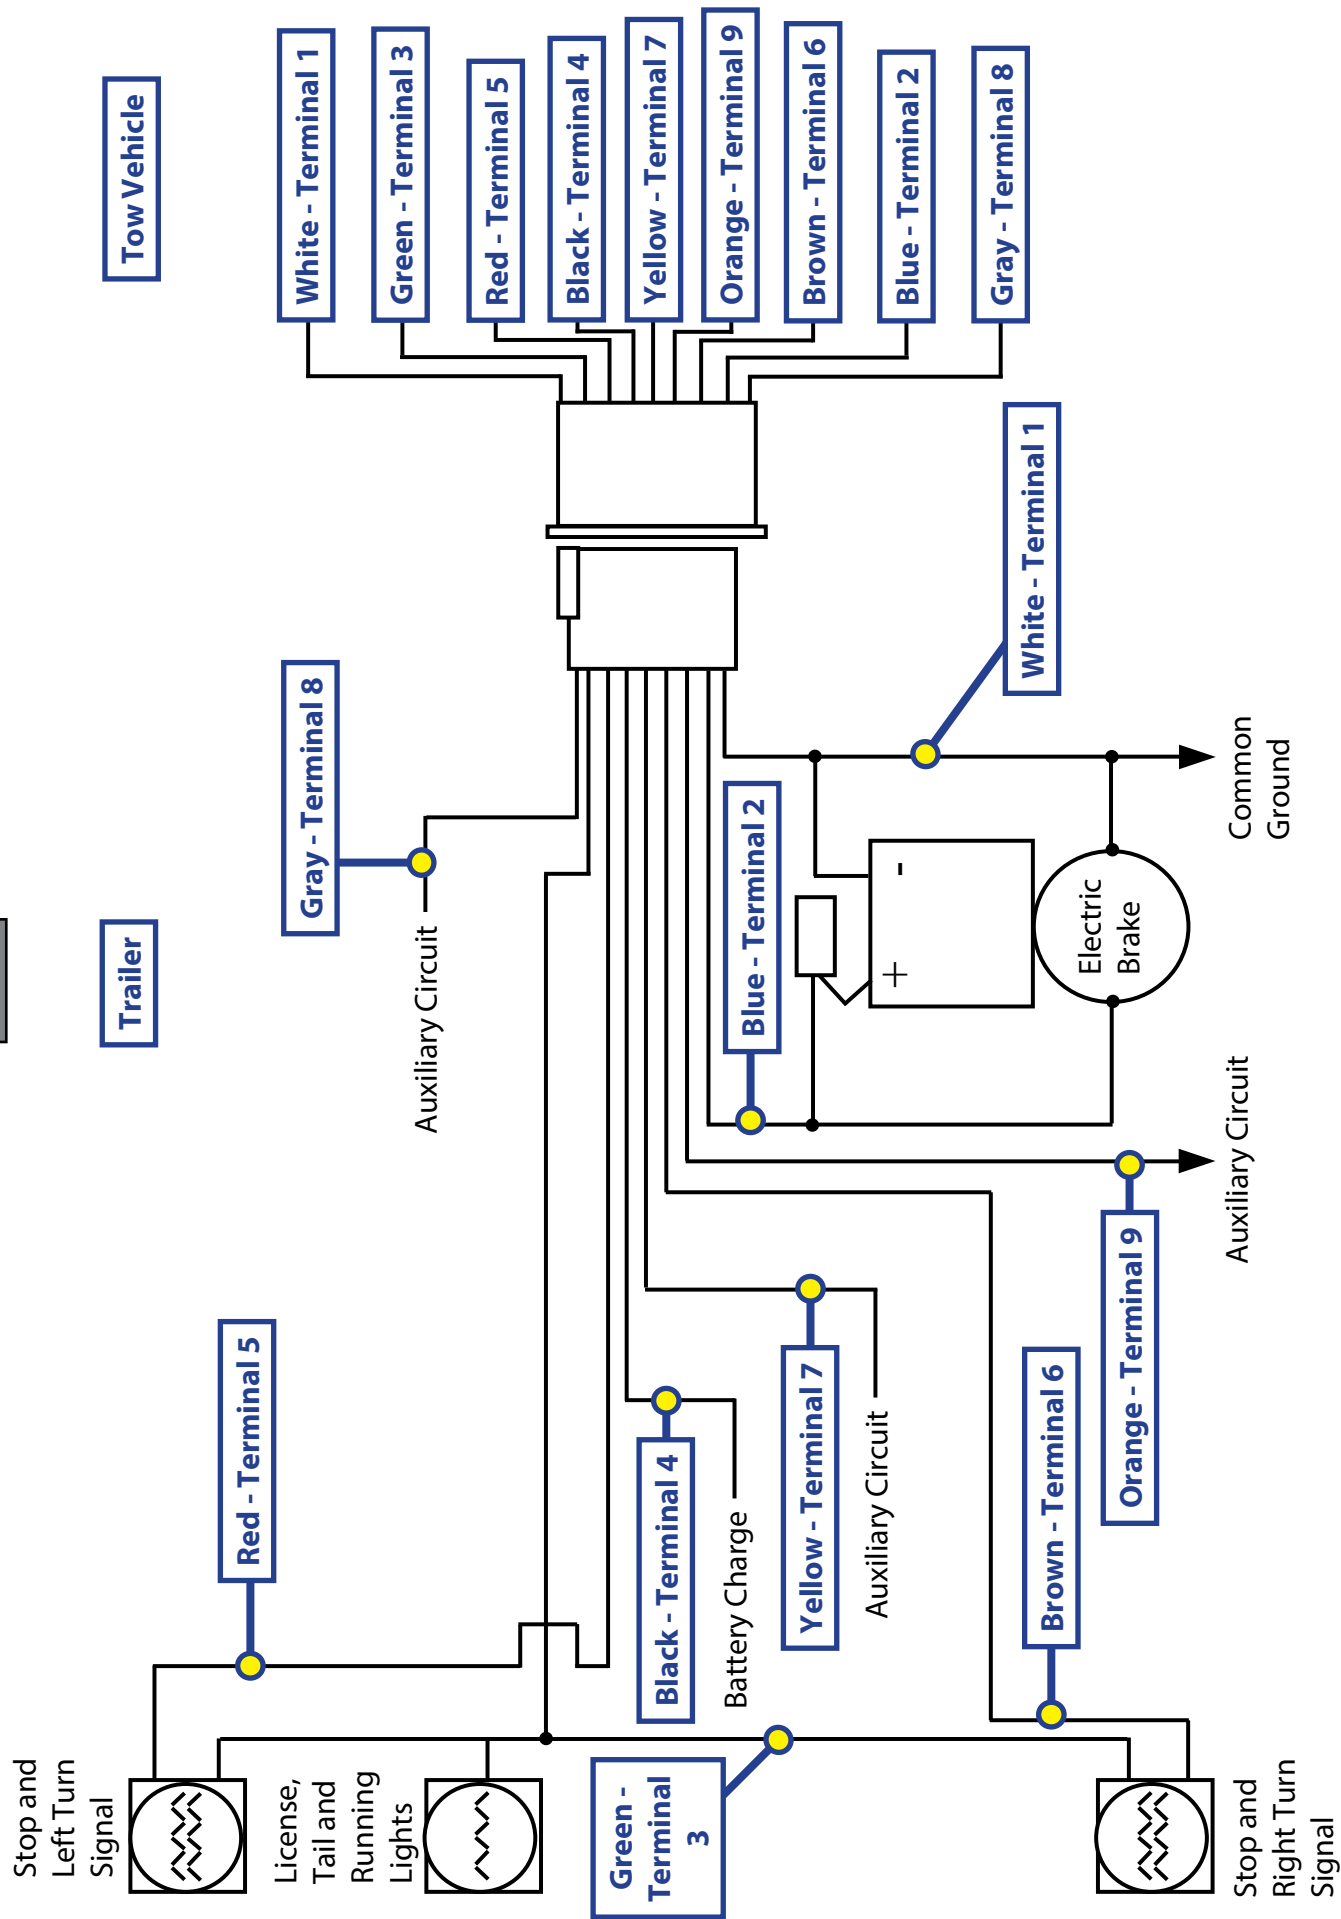 Tow Vehicle
White - Terminal 1
Green - Terminal 3
Red - Terminal 5
Black - Terminal 4
Yellow - Terminal 7
Orange - Terminal 9
Brown - Terminal 6
Blue - Terminal 2
Gray - Terminal 8
Trailer
Gray - Terminal 8
Auxiliary Circuit
White - Terminal 1
Common
Ground
Blue - Terminal 2
-
+
Electric
Brake
Auxiliary Circuit
Orange - Terminal 9
Red - Terminal 5
Black - Terminal 4
Battery Charge
Yellow - Terminal 7
Auxiliary Circuit
Brown - Terminal 6
Stop and
Left Turn
Signal
License,
Tail and
Running
Lights
Green -
Terminal
3
Stop and
Right Turn
Signal